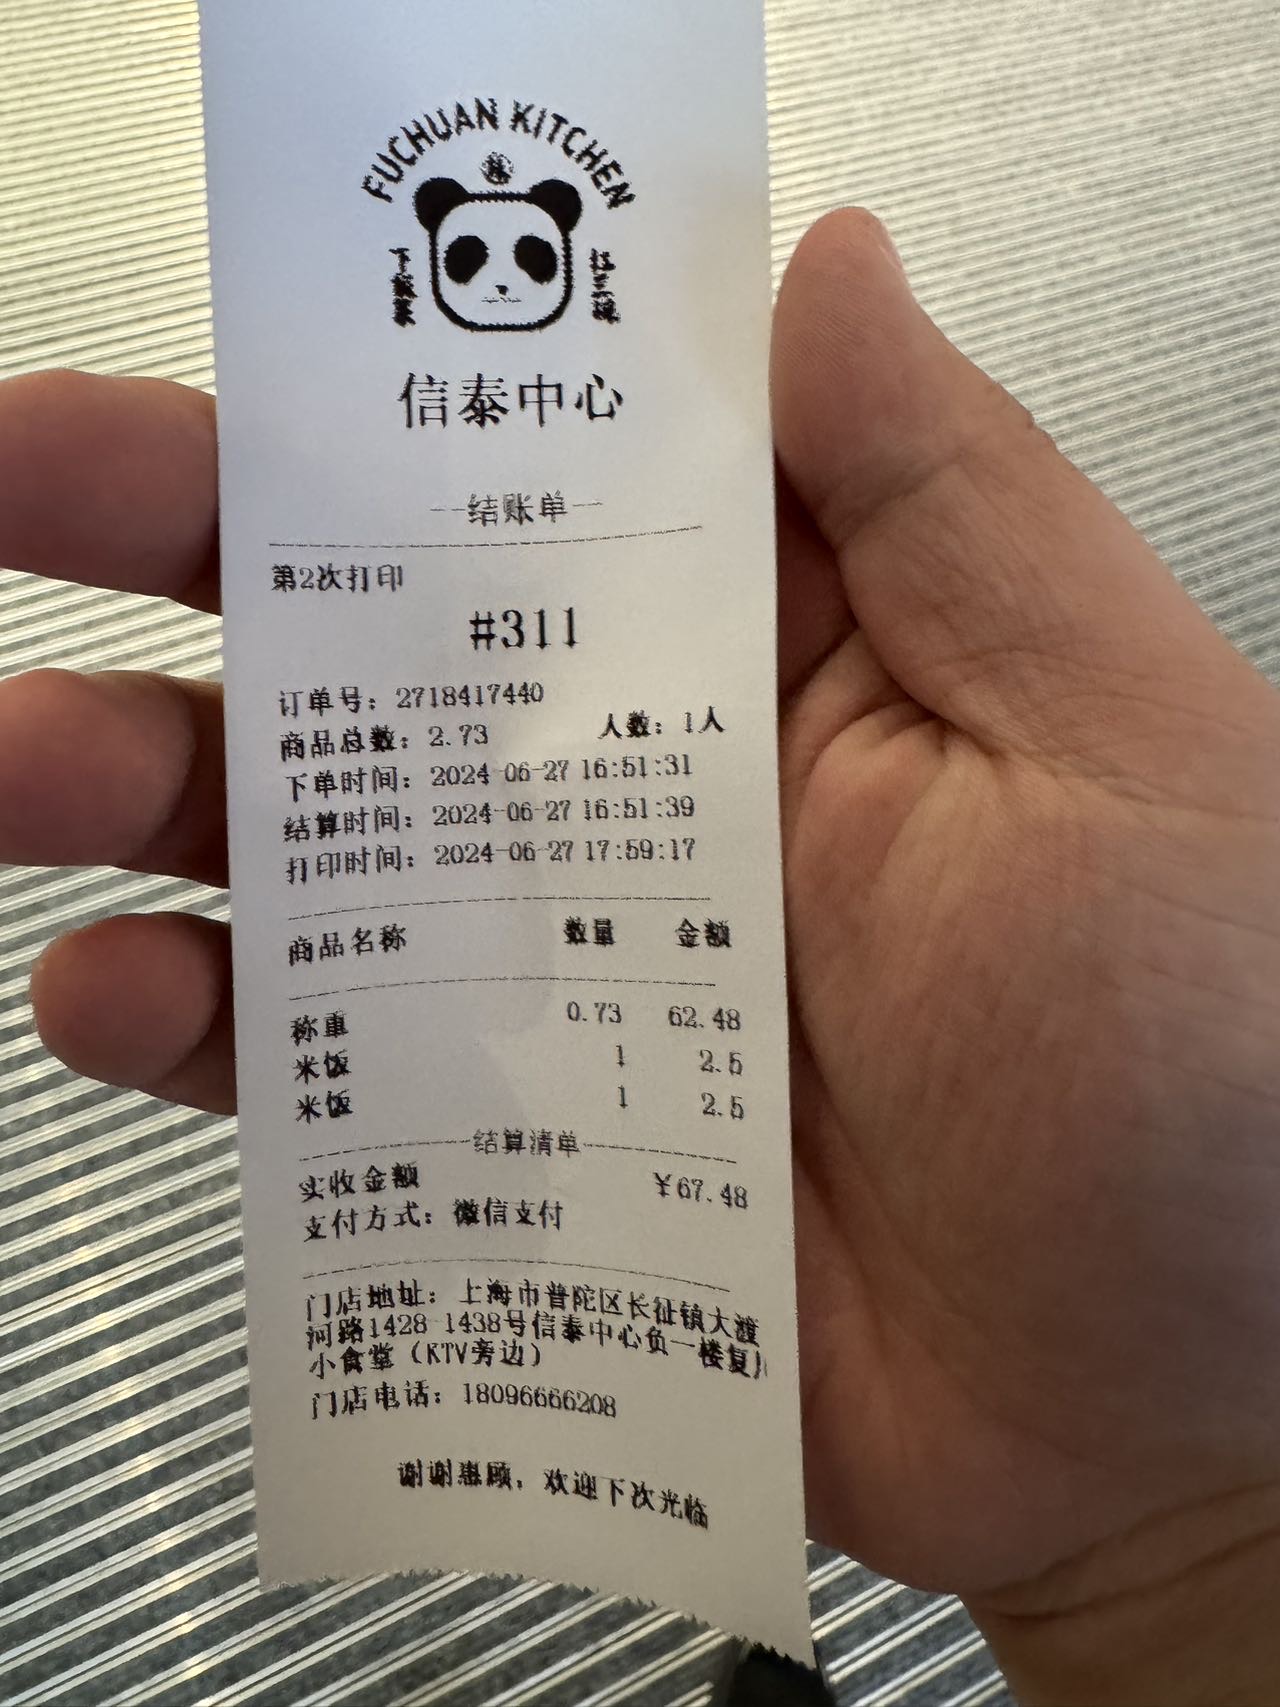 FUCHUAN KITCHEN
下饭菜
扛三碗
信泰中心
--结账单--
第2次打印
#311
订单号：2718417440
商品总数：2.73 人数：1人
下单时间：2024-06-27 16:51:31
结算时间：2024-06-27 16:51:39
打印时间：2024-06-27 17:59:17
商品名称 数量 金额
称重 0.73 62.48
米饭 1 2.5
米饭 1 2.5
结算清单
实收金额 ￥67.48
支付方式：微信支付
门店地址：上海市普陀区长征镇大渡
河路1428-1438号信泰中心负一楼复川
小食堂（KTV旁边）
门店电话：18096666208
谢谢惠顾，欢迎下次光临